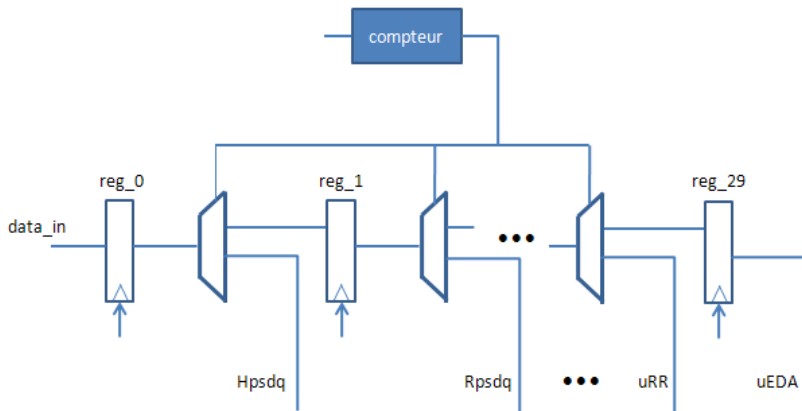 compteur
reg_0
reg_1
reg_29
data_in
Hpsdq
Rpsdq
uRR
uEDA